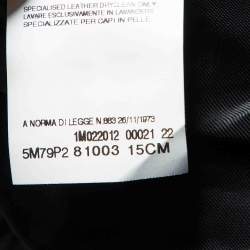 SPECIALISED LEATHER DRYCLEAN ONLY
LAVARE ESCLUSIVAMENTE IN LAVANDERIE
SPECIALIZZATE PER CAPI IN PELLE
A NORMA DI LEGGE N 883 26/11/1973
1M022012 00021 22
5M79P2 81003 15CM